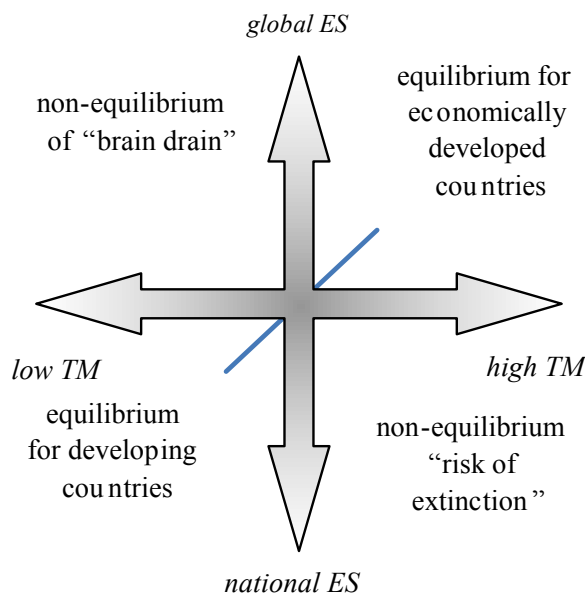 global ES
non-equilibrium
of “brain drain”
equilibrium for
economically
developed
countries
low TM
high TM
equilibrium
for developing
countries
non-equilibrium
“risk of
extinction”
national ES